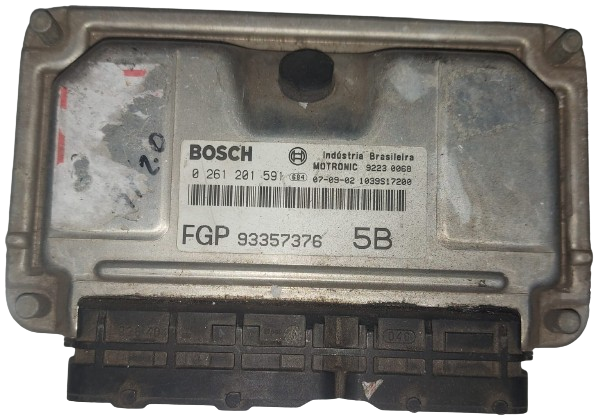 2.0
BOSCH Indústria Brasileira
MOTRONIC 9223 0068
0 261 201 591 684 07-09-02 1039S17200
FGP 93357376 5B